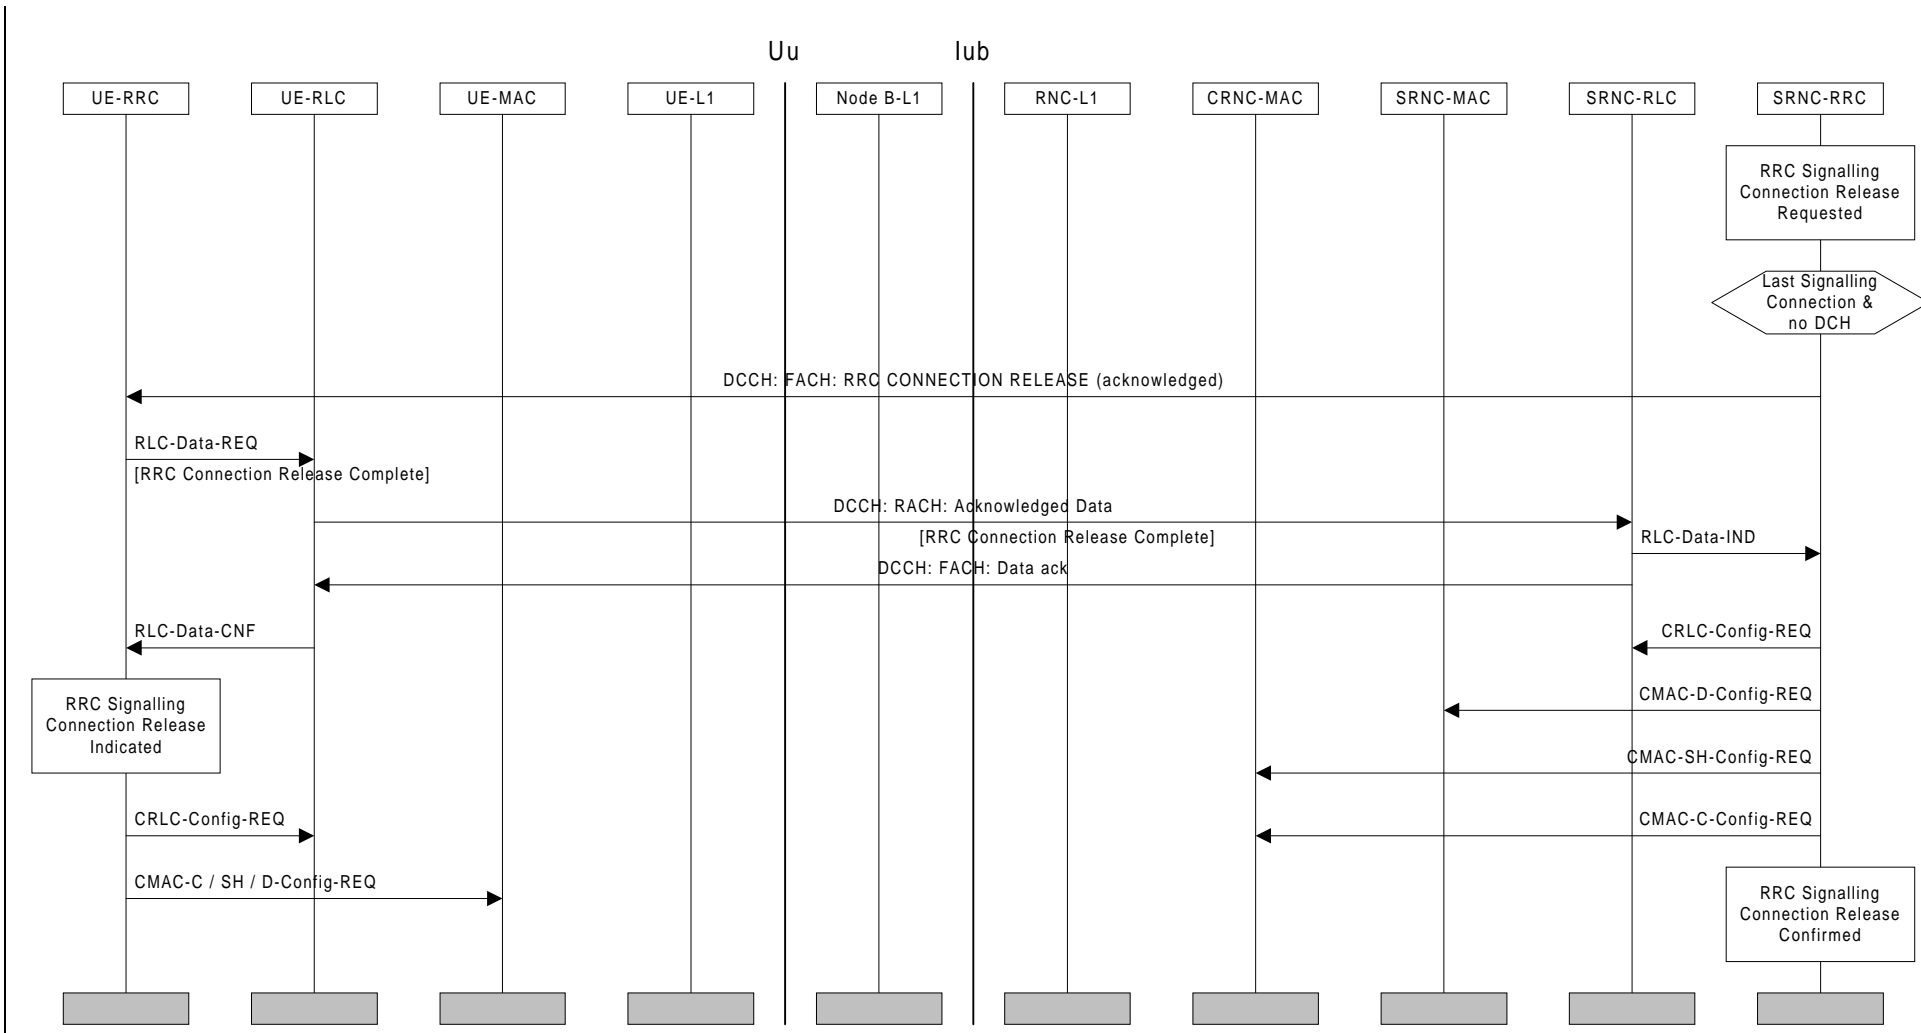 Uu
Iub
UE-RRC
UE-RLC
UE-MAC
UE-L1
Node B-L1
RNC-L1
CRNC-MAC
SRNC-MAC
SRNC-RLC
SRNC-RRC
RRC Signalling
Connection Release
Requested
Last Signalling
Connection &
no DCH
DCCH: FACH: RRC CONNECTION RELEASE (acknowledged)
RLC-Data-REQ
[RRC Connection Release Complete]
DCCH: RACH: Acknowledged Data
[RRC Connection Release Complete]
RLC-Data-IND
DCCH: FACH: Data ack
RLC-Data-CNF
CRLC-Config-REQ
RRC Signalling
Connection Release
Indicated
CMAC-D-Config-REQ
CMAC-SH-Config-REQ
CRLC-Config-REQ
CMAC-C-Config-REQ
CMAC-C / SH / D-Config-REQ
RRC Signalling
Connection Release
Confirmed